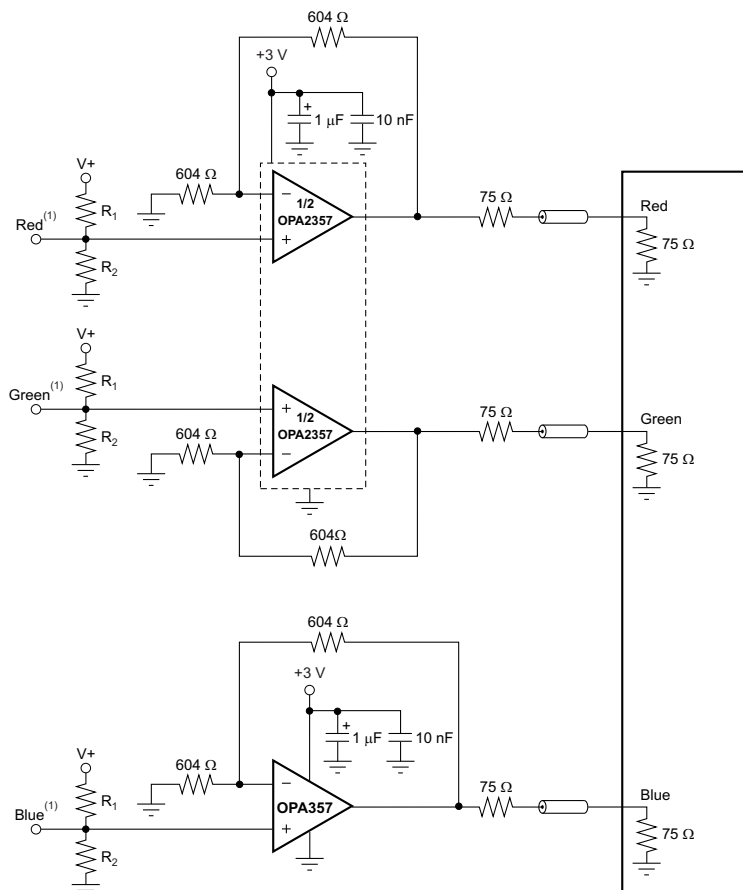 604 Ω
+3 V
+
1 μF
10 nF
604 Ω
V+
R1
Red(1)
R2
−
+
1/2
OPA2357
75 Ω
Red
75 Ω
V+
R1
Green(1)
R2
+
−
1/2
OPA2357
604 Ω
75 Ω
Green
75 Ω
604Ω
604 Ω
+3 V
+
1 μF
10 nF
V+
604 Ω
R1
Blue(1)
R2
−
+
OPA357
75 Ω
Blue
75 Ω